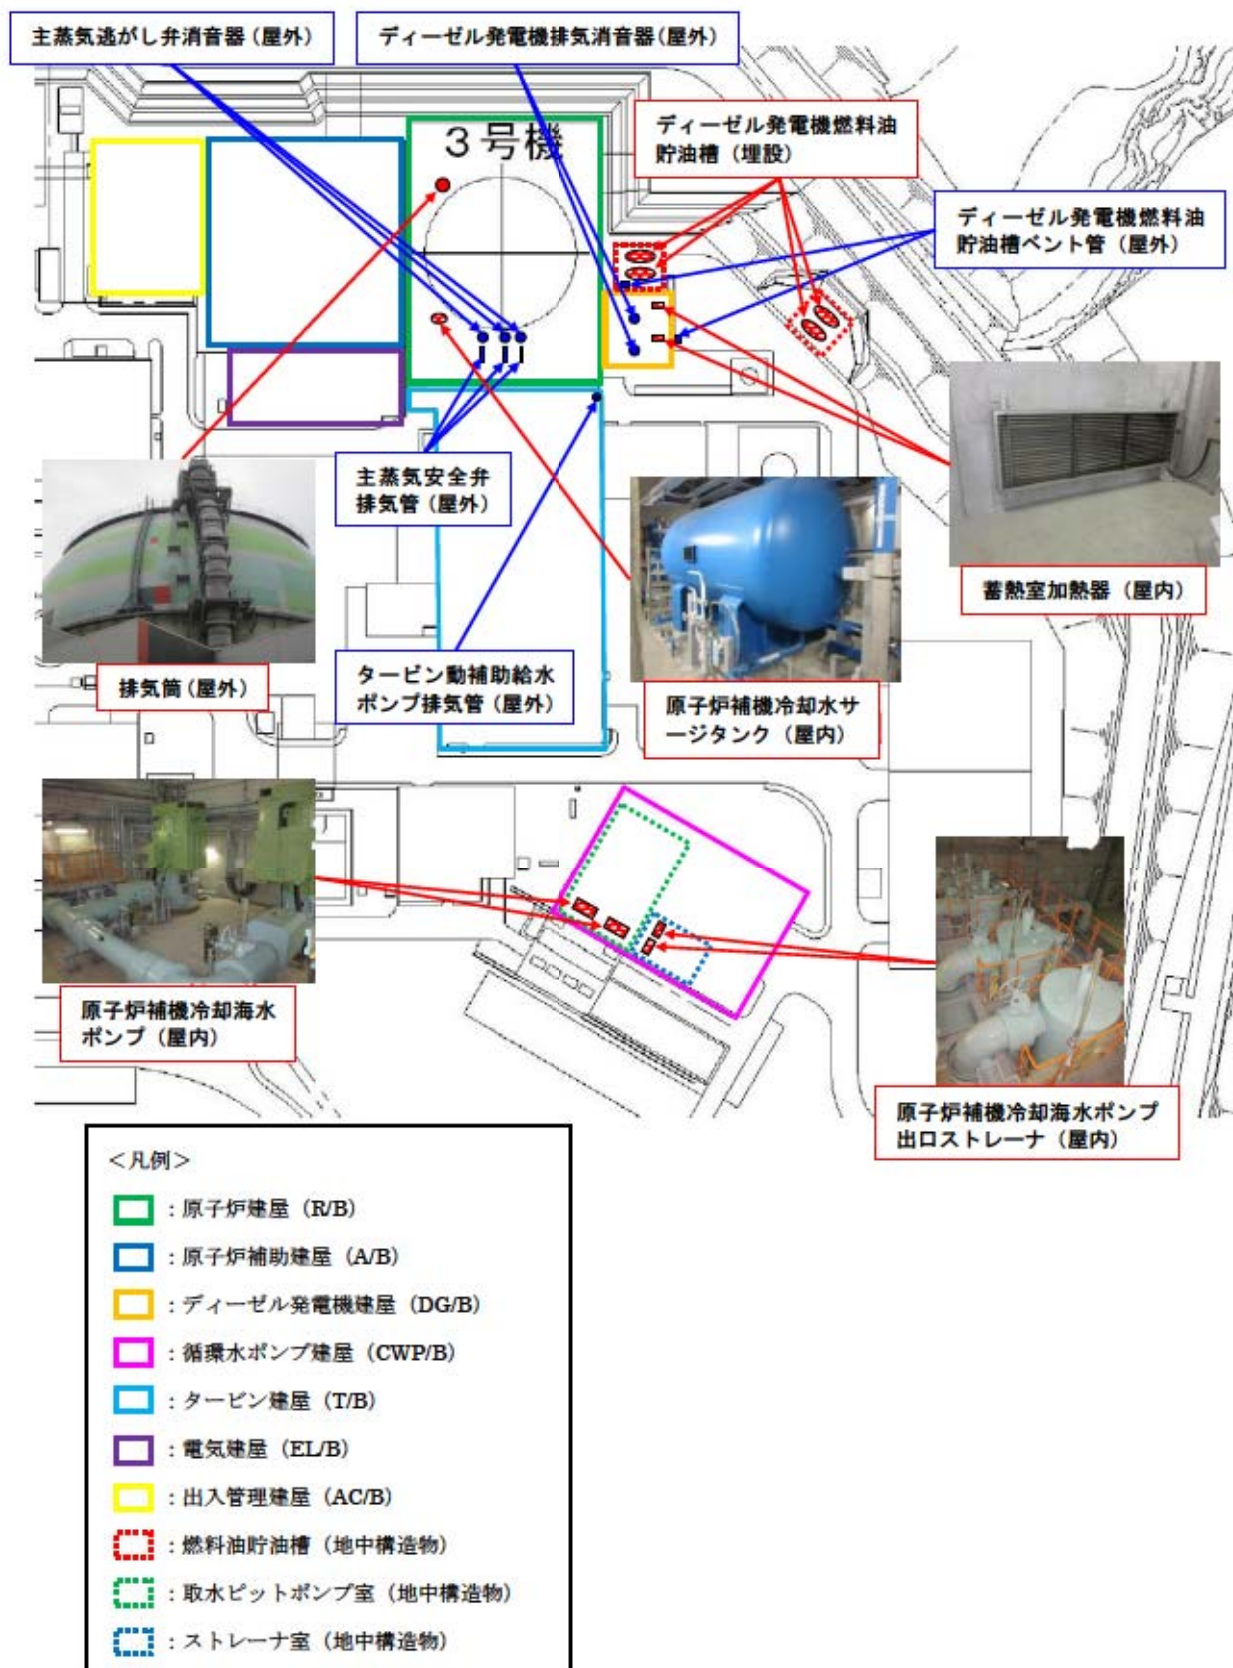 主蒸気逃がし弁消音器（屋外）
ディーゼル発電機排気消音器（屋外）
３号機
ディーゼル発電機燃料油
貯油槽（埋設）
ディーゼル発電機燃料油
貯油槽ベント管（屋外）
主蒸気安全弁
排気管（屋外）
蓄熱室加熱器（屋内）
排気筒（屋外）
タービン動補助給水
ポンプ排気管（屋外）
原子炉補機冷却水サ
ージタンク（屋内）
原子炉補機冷却海水
ポンプ（屋内）
原子炉補機冷却海水ポンプ
出口ストレーナ（屋内）
＜凡例＞
：原子炉建屋（R/B）
：原子炉補助建屋（A/B）
：ディーゼル発電機建屋（DG/B）
：循環水ポンプ建屋（CWP/B）
：タービン建屋（T/B）
：電気建屋（EL/B）
：出入管理建屋（AC/B）
：燃料油貯油槽（地中構造物）
：取水ピットポンプ室（地中構造物）
：ストレーナ室（地中構造物）